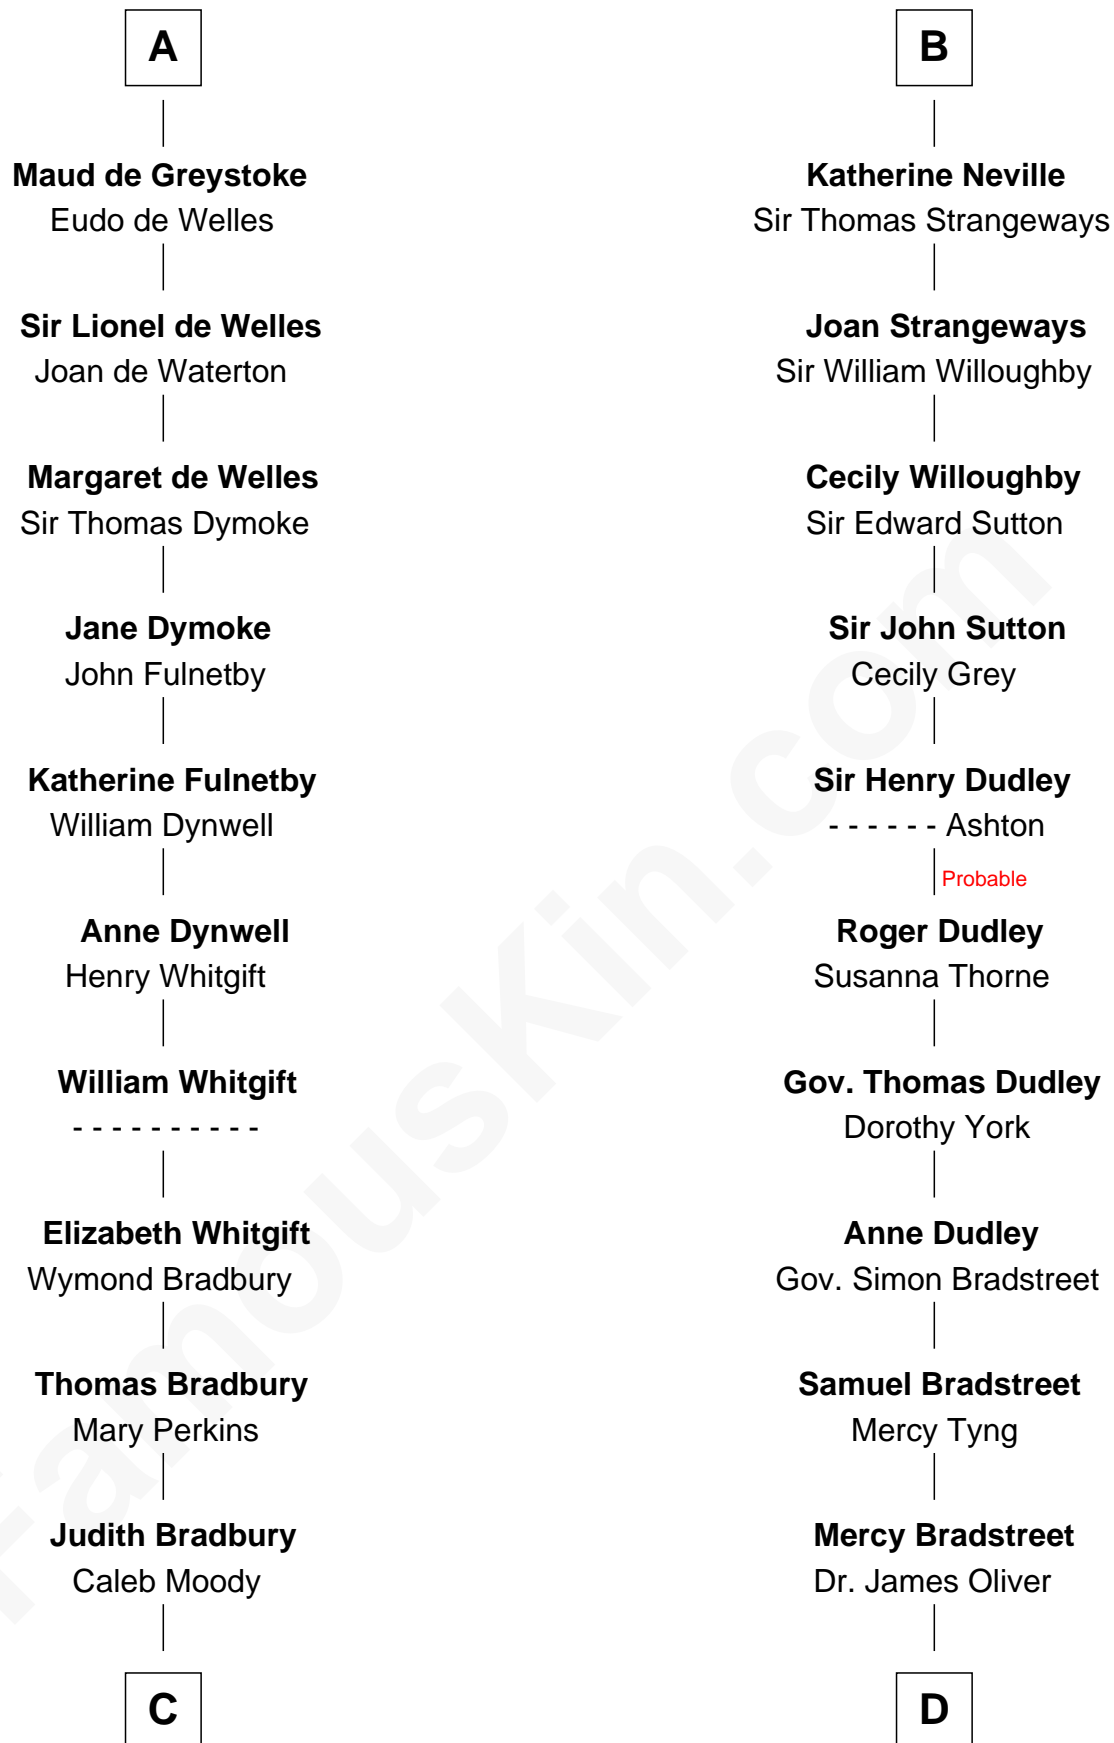 A
Maud de Greystoke
Eudo de Welles
Sir Lionel de Welles
Joan de Waterton
Margaret de Welles
Sir Thomas Dymoke
Jane Dymoke
John Fulnetby
Katherine Fulnetby
William Dynwell
Anne Dynwell
Henry Whitgift
William Whitgift
- - - - - - - - - -
Elizabeth Whitgift
Wymond Bradbury
Thomas Bradbury
Mary Perkins
Judith Bradbury
Caleb Moody
C
B
Katherine Neville
Sir Thomas Strangeways
Joan Strangeways
Sir William Willoughby
Cecily Willoughby
Sir Edward Sutton
Sir John Sutton
Cecily Grey
Sir Henry Dudley
- - - - - - Ashton
Probable
Roger Dudley
Susanna Thorne
Gov. Thomas Dudley
Dorothy York
Anne Dudley
Gov. Simon Bradstreet
Samuel Bradstreet
Mercy Tyng
Mercy Bradstreet
Dr. James Oliver
D
FamousKin.com